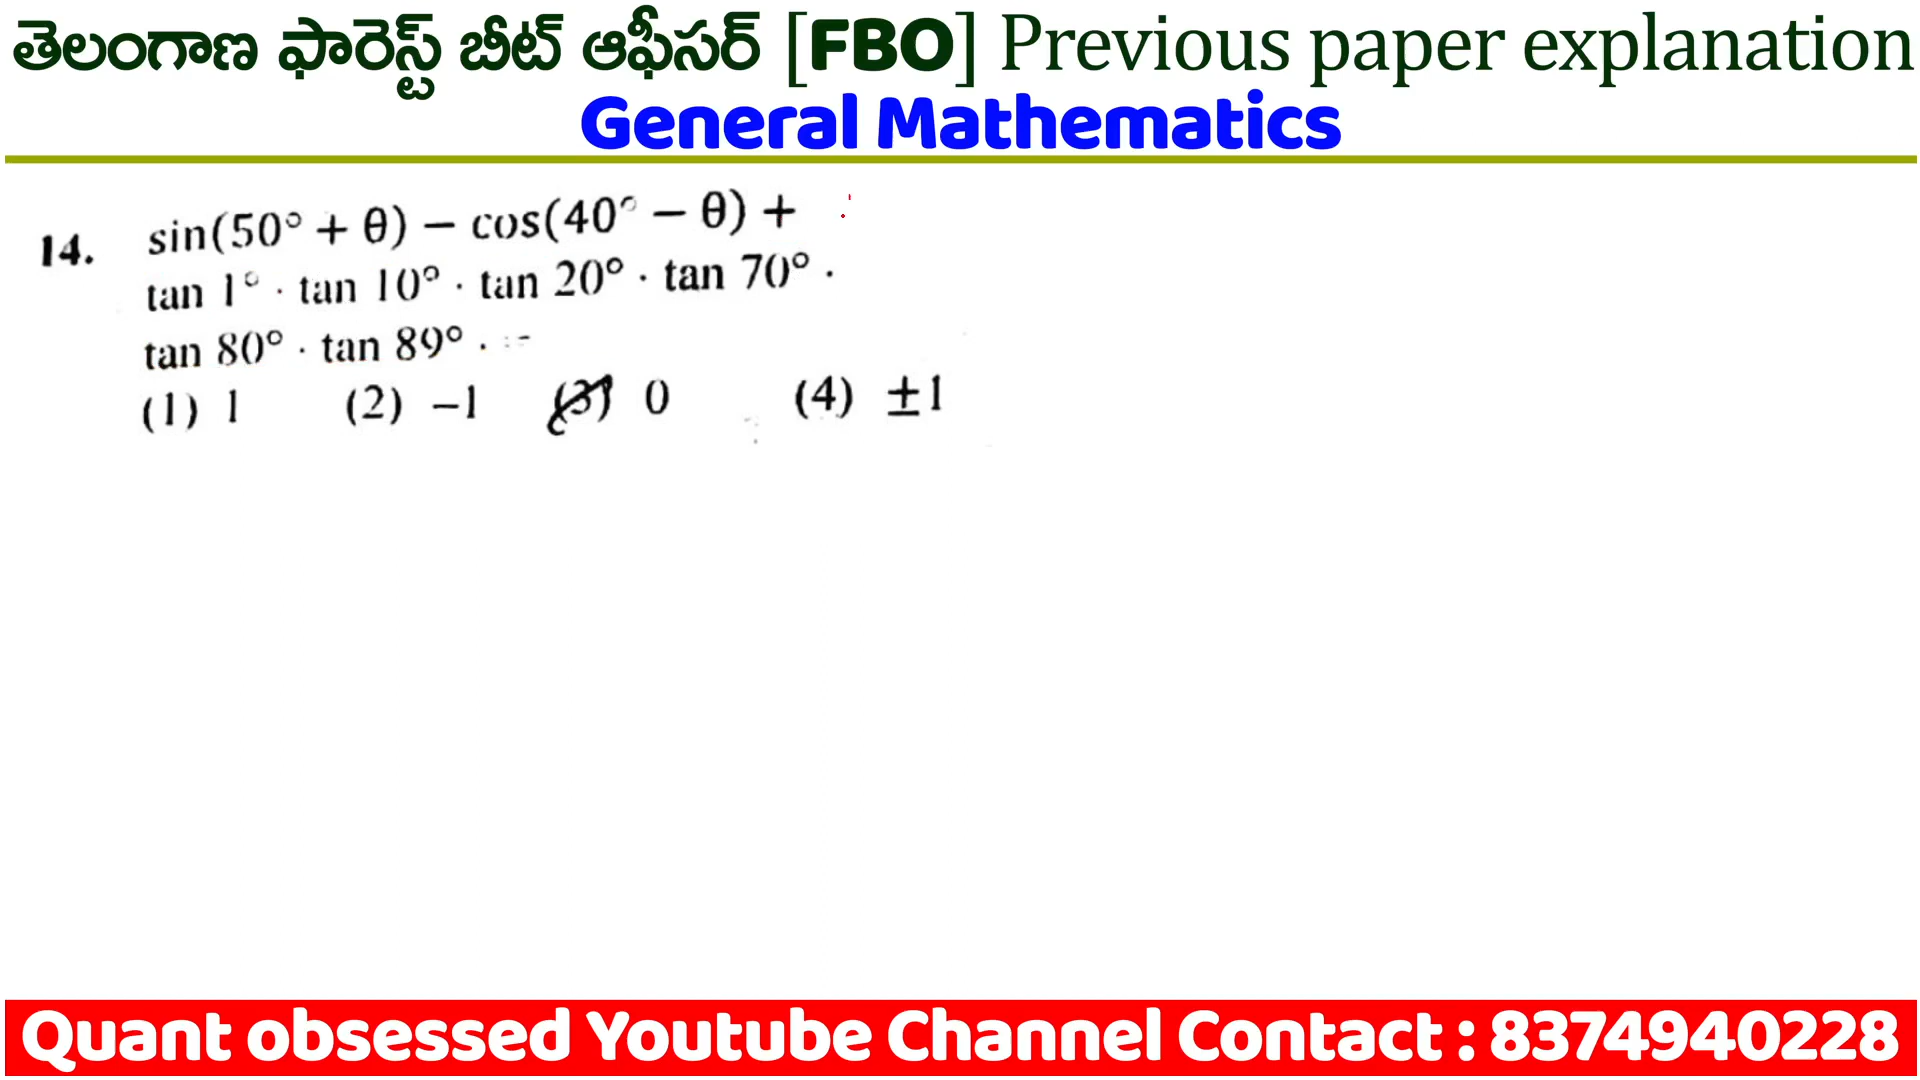 తెలంగాణ ఫారెస్ట్ బీట్ ఆఫీసర్ [FBO] Previous paper explanation
General Mathematics
14. sin(50° + θ) − cos(40° − θ) +
tan 1° · tan 10° · tan 20° · tan 70° ·
tan 80° · tan 89° · =
(1) 1 (2) −1 (3) 0 (4) ±1
Quant obsessed Youtube Channel Contact : 8374940228